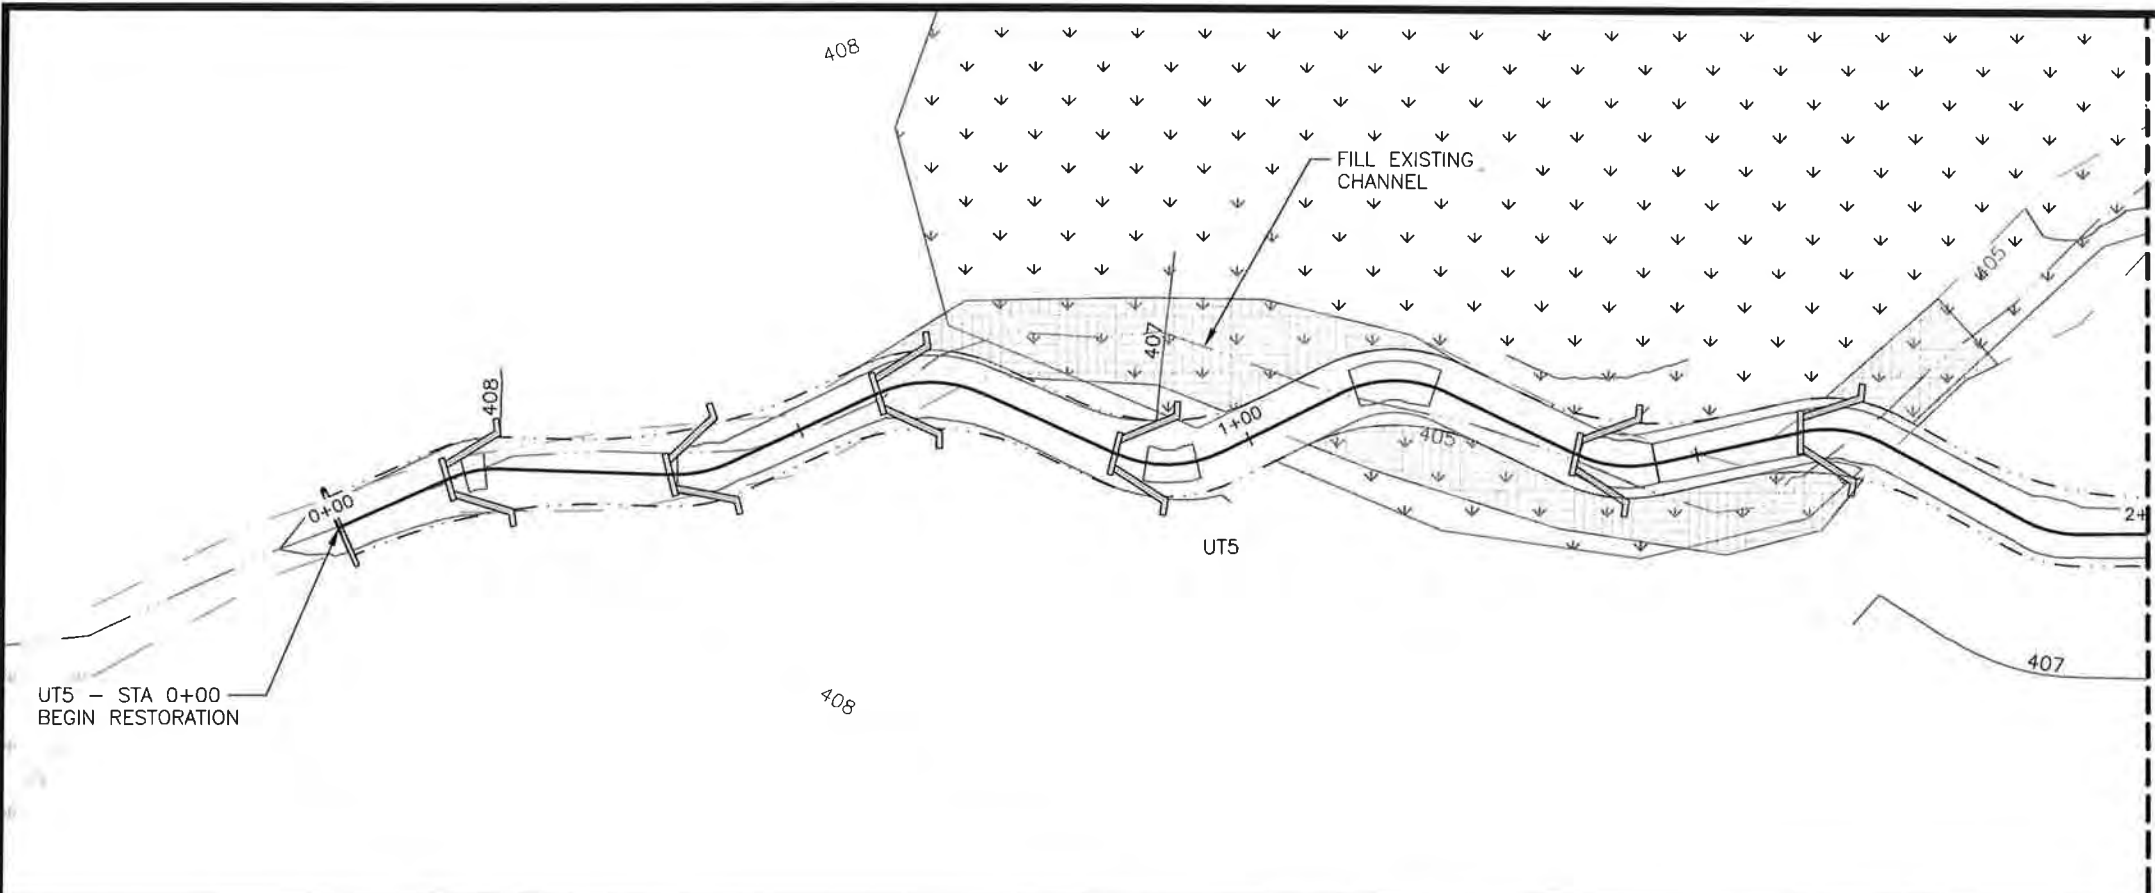 408
FILL EXISTING
CHANNEL
405
407
408
1+00
405
0+00
2+
UT5
407
UT5 – STA 0+00
BEGIN RESTORATION
408